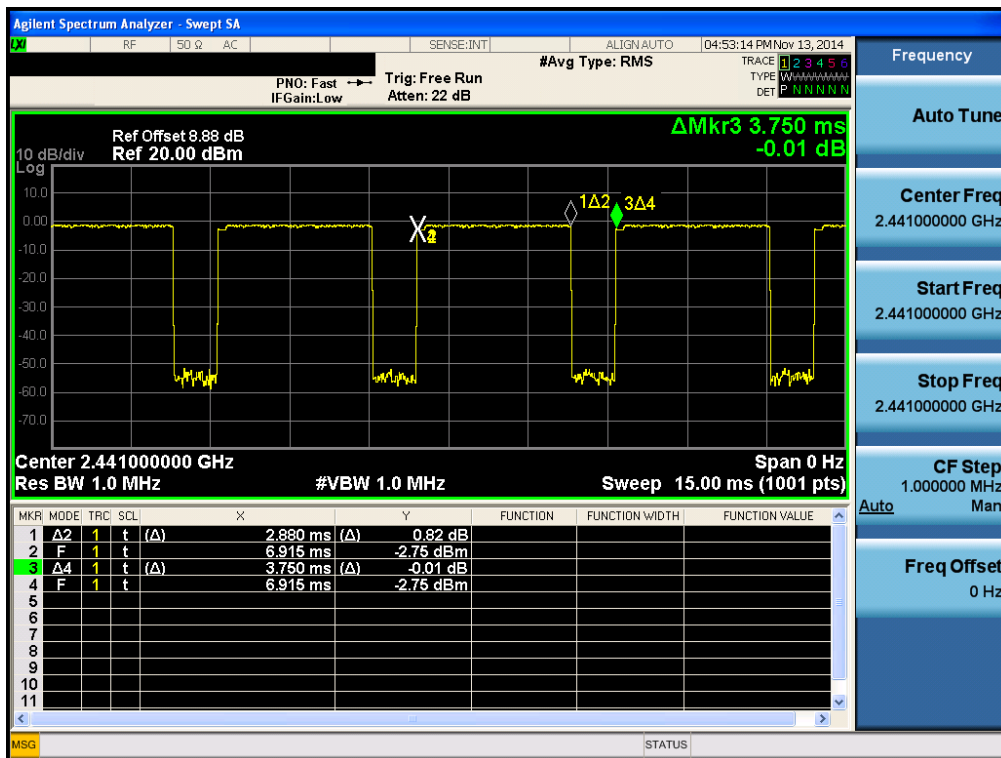 Agilent Spectrum Analyzer - Swept SA
LXI RF 50 Ω AC SENSE:INT ALIGN AUTO 04:53:14 PM Nov 13, 2014
#Avg Type: RMS TRACE 1 2 3 4 5 6
PNO: Fast Trig: Free Run TYPE W
IFGain:Low Atten: 22 dB DET P N N N N N
ΔMkr3 3.750 ms
-0.01 dB
Ref Offset 8.88 dB
10 dB/div Ref 20.00 dBm
Log
10.0
0.00
-10.0
-20.0
-30.0
-40.0
-50.0
-60.0
-70.0
1Δ2 3Δ4
Center 2.441000000 GHz Span 0 Hz
Res BW 1.0 MHz #VBW 1.0 MHz Sweep 15.00 ms (1001 pts)
MKR MODE TRC SCL X Y FUNCTION FUNCTION WIDTH FUNCTION VALUE
1 Δ2 1 t (Δ) 2.880 ms (Δ) 0.82 dB
2 F 1 t 6.915 ms -2.75 dBm
3 Δ4 1 t (Δ) 3.750 ms (Δ) -0.01 dB
4 F 1 t 6.915 ms -2.75 dBm
5
6
7
8
9
10
11
MSG STATUS
Frequency
Auto Tune
Center Freq
2.441000000 GHz
Start Freq
2.441000000 GHz
Stop Freq
2.441000000 GHz
CF Step
1.000000 MHz
Auto Man
Freq Offset
0 Hz